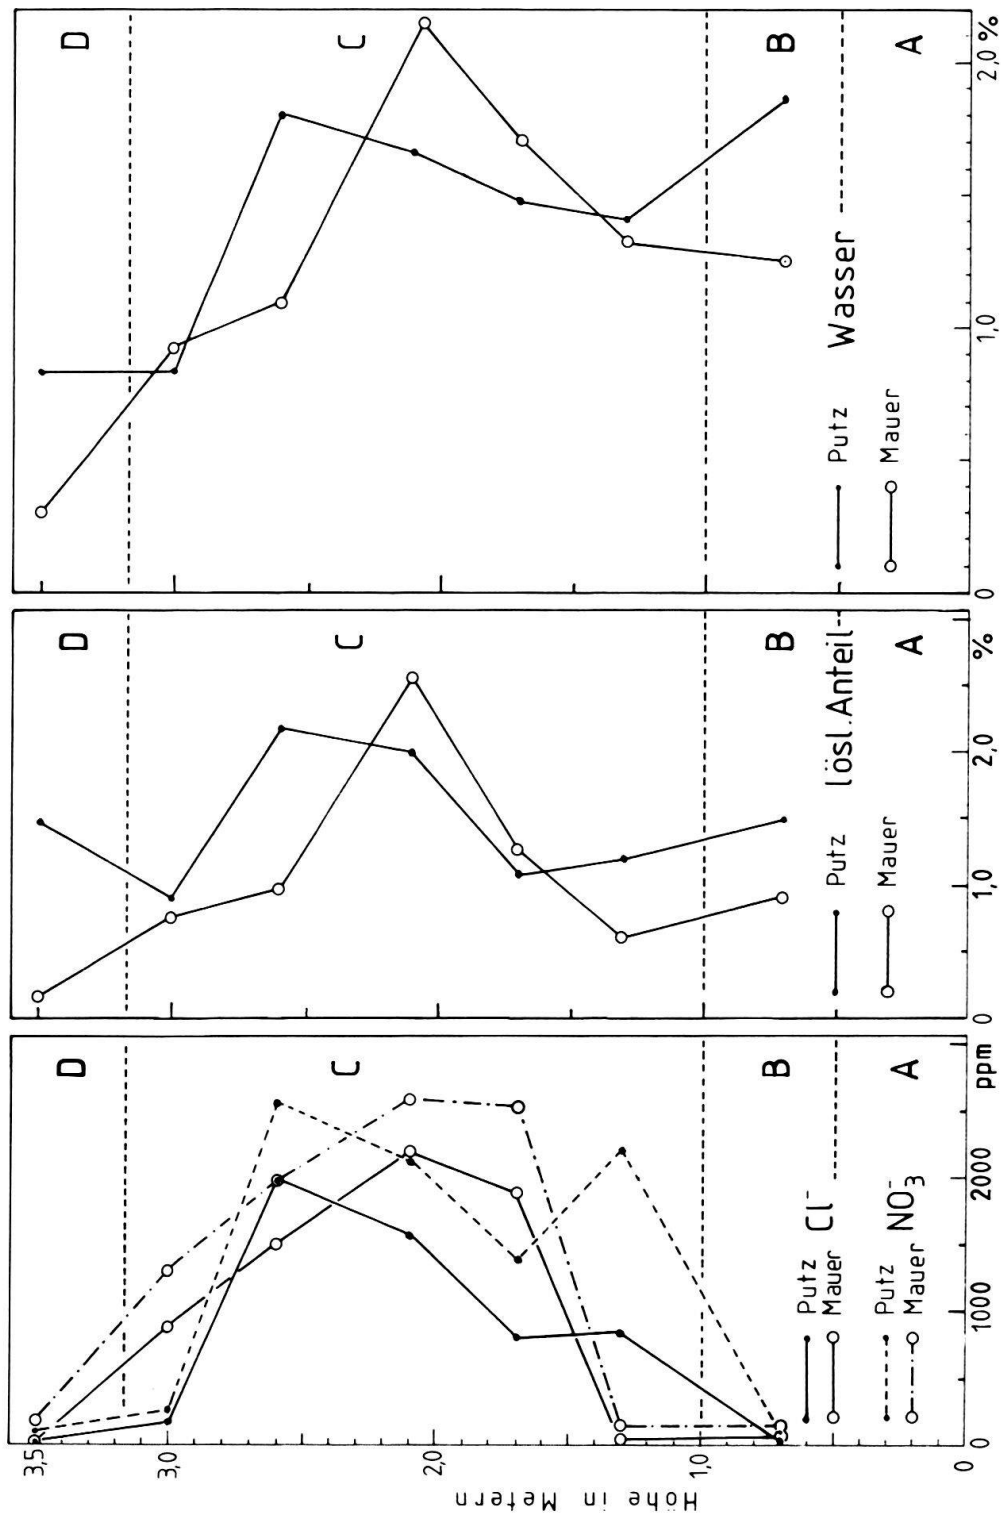 Höhe in Metern
3,5
3,0
2,0
1,0
0
D
C
B
A
Putz
Mauer
Cl⁻
Putz
Mauer
NO₃⁻
1000
2000
ppm
D
C
B
A
lösl. Anteil
Putz
Mauer
0
1,0
2,0
%
D
C
B
A
Wasser
Putz
Mauer
0
1,0
2,0 %